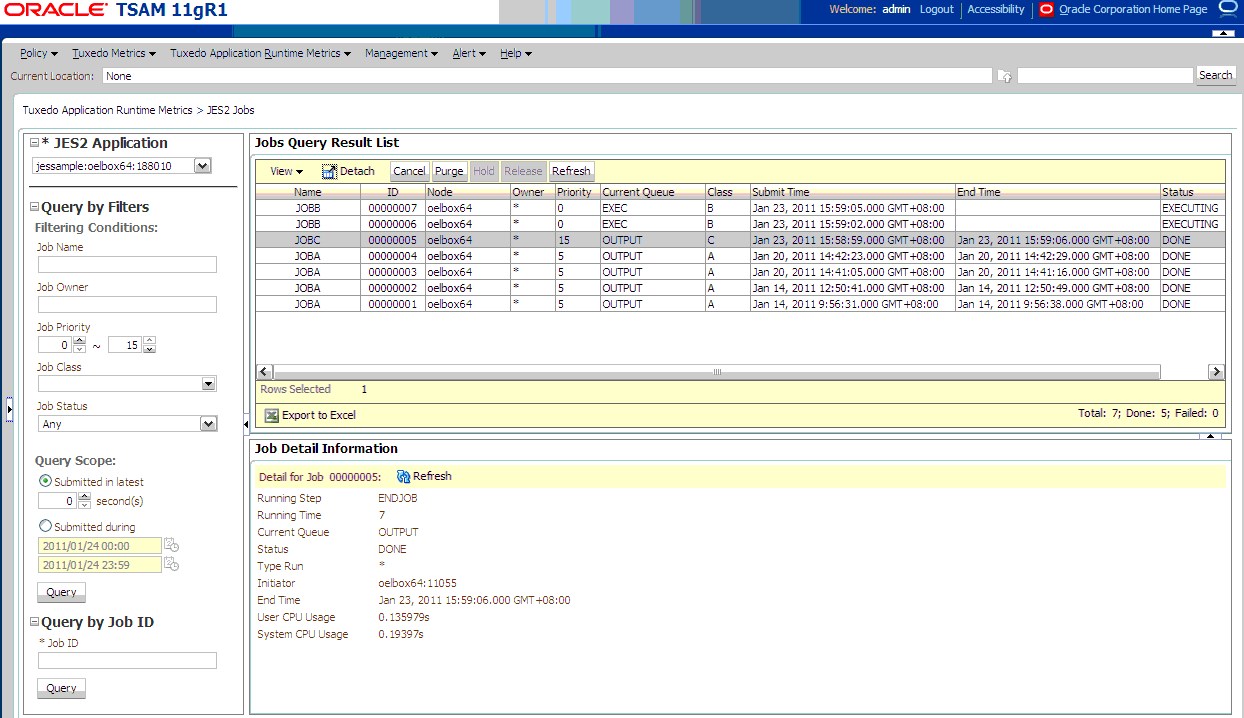 ORACLE® TSAM 11gR1
Welcome: admin Logout Accessibility Oracle Corporation Home Page
Policy Tuxedo Metrics Tuxedo Application Runtime Metrics Management Alert Help
Current Location: None Search
Tuxedo Application Runtime Metrics > JES2 Jobs
* JES2 Application
jessample:oelbox64:188010
Query by Filters
Filtering Conditions:
Job Name
Job Owner
Job Priority
0 ~ 15
Job Class
Job Status
Any
Query Scope:
Submitted in latest
0 second(s)
Submitted during
2011/01/24 00:00
2011/01/24 23:59
Query
Query by Job ID
* Job ID
Query
Jobs Query Result List
View Detach Cancel Purge Hold Release Refresh
Name ID Node Owner Priority Current Queue Class Submit Time End Time Status
JOBB 00000007 oelbox64 * 0 EXEC B Jan 23, 2011 15:59:05.000 GMT+08:00 EXECUTING
JOBB 00000006 oelbox64 * 0 EXEC B Jan 23, 2011 15:59:02.000 GMT+08:00 EXECUTING
JOBC 00000005 oelbox64 * 15 OUTPUT C Jan 23, 2011 15:58:59.000 GMT+08:00 Jan 23, 2011 15:59:06.000 GMT+08:00 DONE
JOBA 00000004 oelbox64 * 5 OUTPUT A Jan 20, 2011 14:42:23.000 GMT+08:00 Jan 20, 2011 14:42:29.000 GMT+08:00 DONE
JOBA 00000003 oelbox64 * 5 OUTPUT A Jan 20, 2011 14:41:05.000 GMT+08:00 Jan 20, 2011 14:41:16.000 GMT+08:00 DONE
JOBA 00000002 oelbox64 * 5 OUTPUT A Jan 14, 2011 12:50:41.000 GMT+08:00 Jan 14, 2011 12:50:49.000 GMT+08:00 DONE
JOBA 00000001 oelbox64 * 5 OUTPUT A Jan 14, 2011 9:56:31.000 GMT+08:00 Jan 14, 2011 9:56:38.000 GMT+08:00 DONE
Rows Selected 1
Export to Excel Total: 7; Done: 5; Failed: 0
Job Detail Information
Detail for Job 00000005: Refresh
Running Step ENDJOB
Running Time 7
Current Queue OUTPUT
Status DONE
Type Run *
Initiator oelbox64:11055
End Time Jan 23, 2011 15:59:06.000 GMT+08:00
User CPU Usage 0.135979s
System CPU Usage 0.19397s